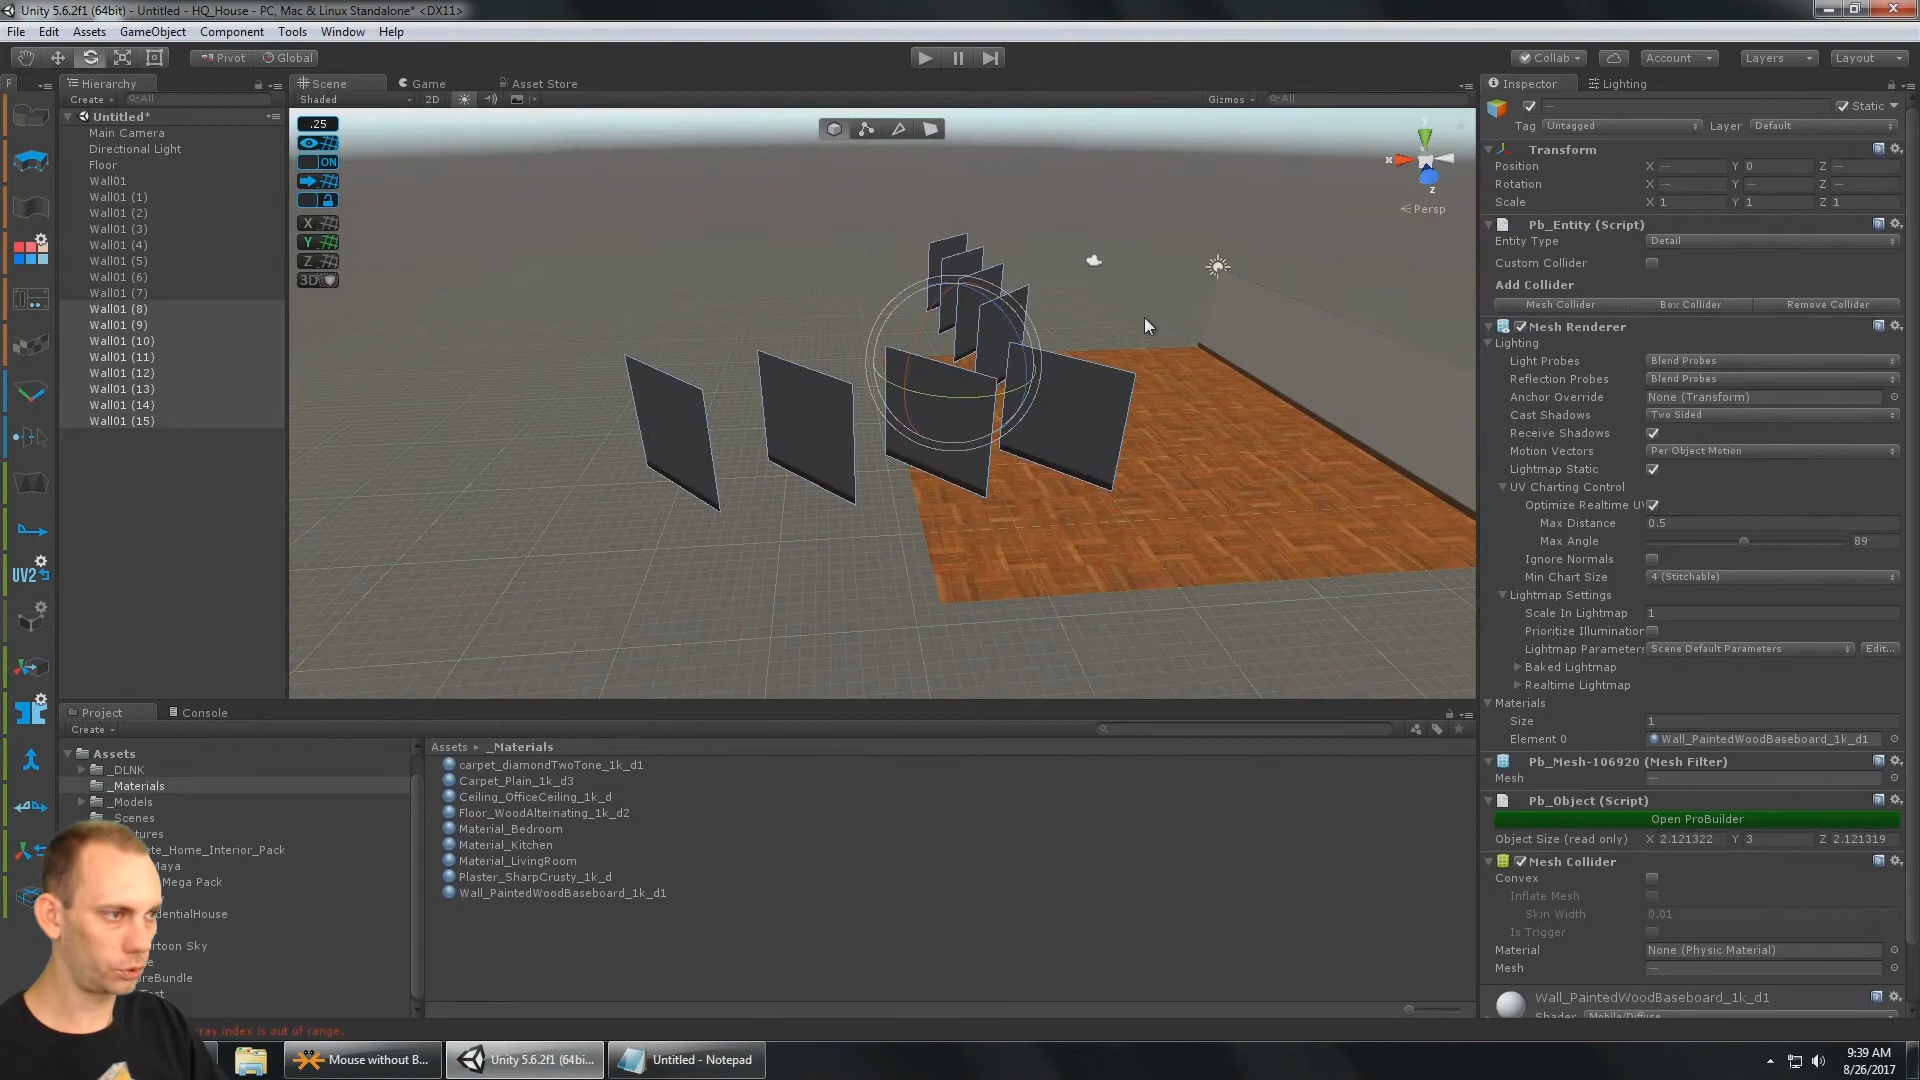 Unity 5.6.2f1 (64bit) - Untitled - HQ_House - PC, Mac & Linux Standalone* <DX11>
File Edit Assets GameObject Component Tools Window Help
Pivot Global
Collab Account Layers Layout
Hierarchy
Create All
Untitled*
Main Camera
Directional Light
Floor
Wall01
Wall01 (1)
Wall01 (2)
Wall01 (3)
Wall01 (4)
Wall01 (5)
Wall01 (6)
Wall01 (7)
Wall01 (8)
Wall01 (9)
Wall01 (10)
Wall01 (11)
Wall01 (12)
Wall01 (13)
Wall01 (14)
Wall01 (15)
UV2
Scene Game Asset Store
Shaded 2D Gizmos All
.25
ON
X
Y
Z
3D
y
x
z
Persp
Inspector Lighting
Static
Tag Untagged Layer Default
Transform
Position X — Y 0 Z —
Rotation X — Y — Z —
Scale X 1 Y 1 Z 1
Pb_Entity (Script)
Entity Type Detail
Custom Collider
Add Collider
Mesh Collider Box Collider Remove Collider
Mesh Renderer
Lighting
Light Probes Blend Probes
Reflection Probes Blend Probes
Anchor Override None (Transform)
Cast Shadows Two Sided
Receive Shadows
Motion Vectors Per Object Motion
Lightmap Static
UV Charting Control
Optimize Realtime UV
Max Distance 0.5
Max Angle 89
Ignore Normals
Min Chart Size 4 (Stitchable)
Lightmap Settings
Scale In Lightmap 1
Prioritize Illumination
Lightmap Parameters Scene Default Parameters Edit...
Baked Lightmap
Realtime Lightmap
Materials
Size 1
Element 0 Wall_PaintedWoodBaseboard_1k_d1
Pb_Mesh-106920 (Mesh Filter)
Mesh —
Pb_Object (Script)
Open ProBuilder
Object Size (read only) X 2.121322 Y 3 Z 2.121319
Mesh Collider
Convex
Inflate Mesh
Skin Width 0.01
Is Trigger
Material None (Physic Material)
Mesh —
Wall_PaintedWoodBaseboard_1k_d1
Shader Mobile/Diffuse
Project Console
Create
Assets
_DLNK
_Materials
_Models
_Scenes
tures
ete_Home_Interior_Pack
Maya
Mega Pack
dentialHouse
rtoon Sky
reBundle
Test
Assets _Materials
carpet_diamondTwoTone_1k_d1
Carpet_Plain_1k_d3
Ceiling_OfficeCeiling_1k_d
Floor_WoodAlternating_1k_d2
Material_Bedroom
Material_Kitchen
Material_LivingRoom
Plaster_SharpCrusty_1k_d
Wall_PaintedWoodBaseboard_1k_d1
rray index is out of range.
Mouse without B... Unity 5.6.2f1 (64bi... Untitled - Notepad
9:39 AM
8/26/2017